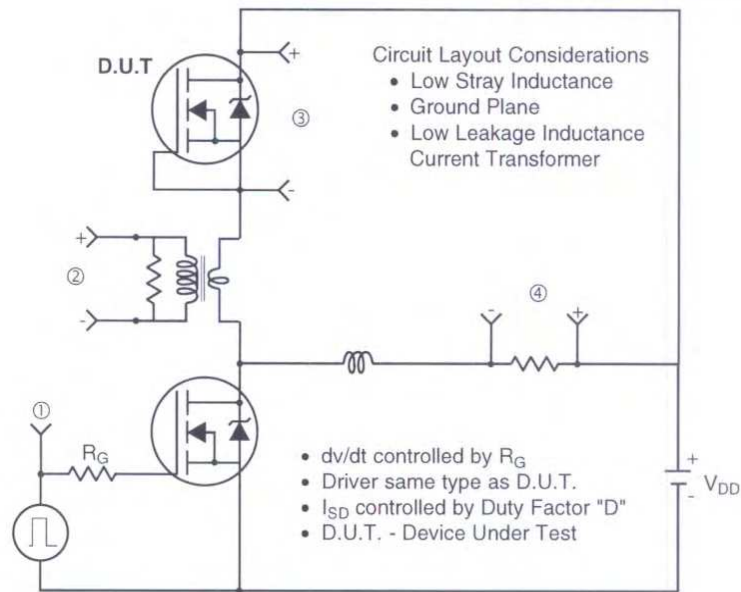 D.U.T
+
③
-
Circuit Layout Considerations
• Low Stray Inductance
• Ground Plane
• Low Leakage Inductance
Current Transformer
+
②
-
④
-
+
①
R_G
• dv/dt controlled by R_G
• Driver same type as D.U.T.
• I_SD controlled by Duty Factor "D"
• D.U.T. - Device Under Test
+
V_DD
-